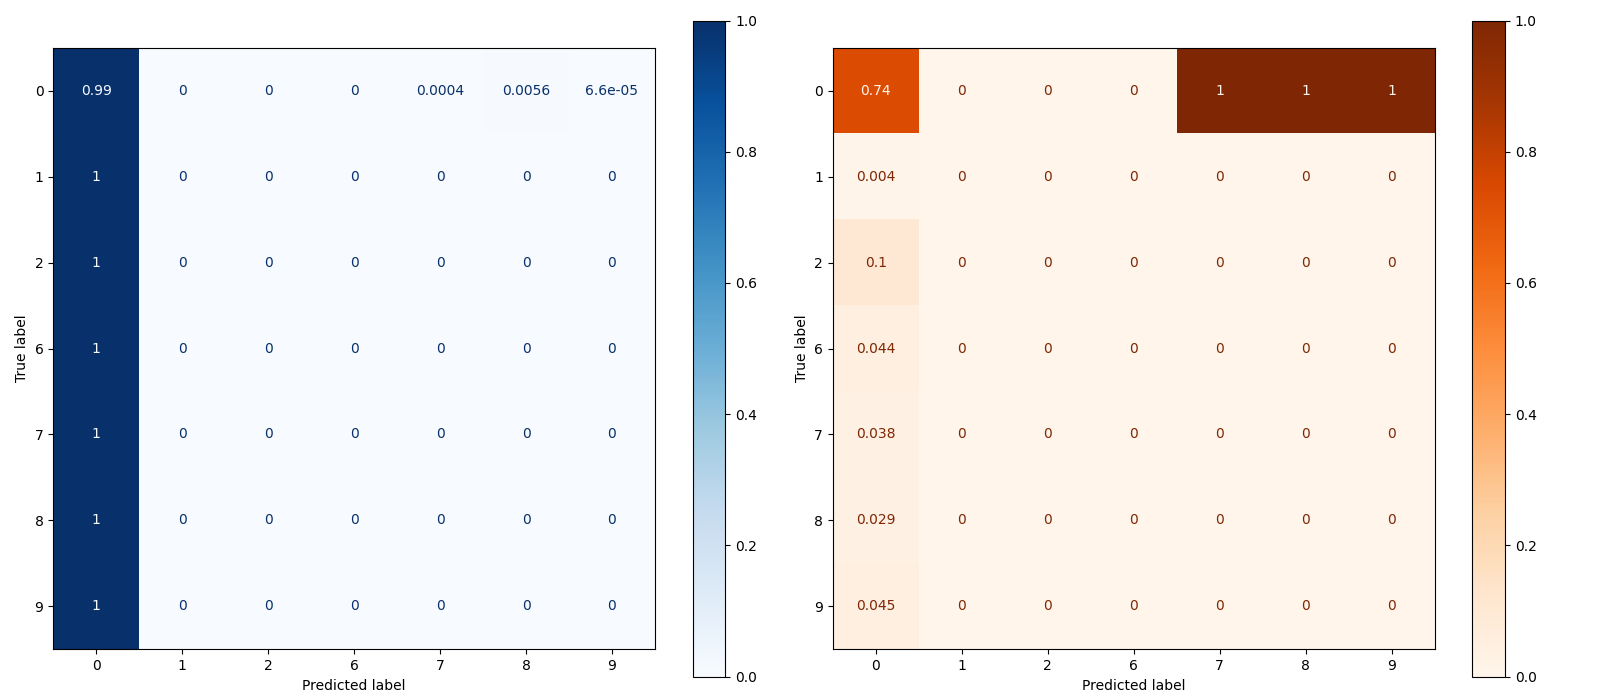 0 0.99 0 0 0 0.0004 0.0056 6.6e-05
1 1 0 0 0 0 0 0
2 1 0 0 0 0 0 0
6 1 0 0 0 0 0 0
7 1 0 0 0 0 0 0
8 1 0 0 0 0 0 0
9 1 0 0 0 0 0 0
0 1 2 6 7 8 9
True label
Predicted label
1.0
0.8
0.6
0.4
0.2
0.0
0 0.74 0 0 0 1 1 1
1 0.004 0 0 0 0 0 0
2 0.1 0 0 0 0 0 0
6 0.044 0 0 0 0 0 0
7 0.038 0 0 0 0 0 0
8 0.029 0 0 0 0 0 0
9 0.045 0 0 0 0 0 0
0 1 2 6 7 8 9
True label
Predicted label
1.0
0.8
0.6
0.4
0.2
0.0